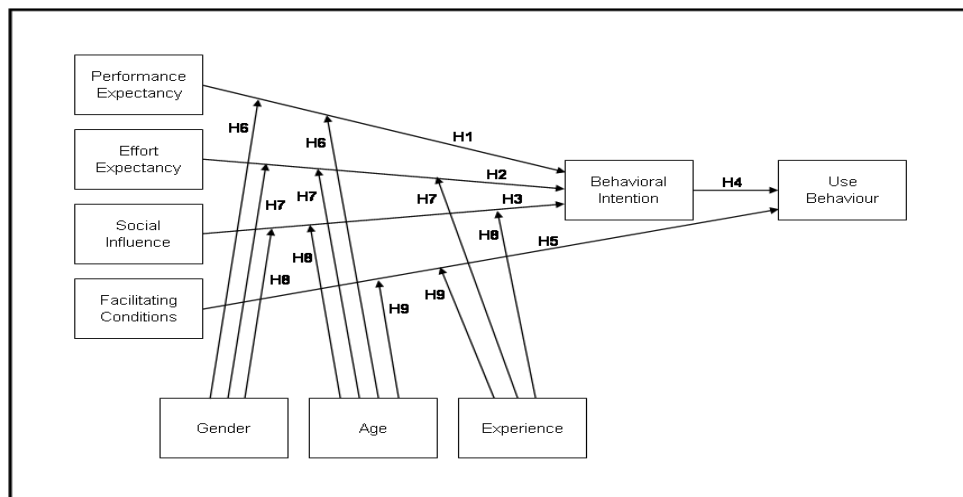 Performance
Expectancy
H1
H6
H6
Effort
Expectancy
H2
H7
H7
H7
Behavioral
Intention
H4
Use
Behaviour
H3
Social
Influence
H8
H8
H8
H5
Facilitating
Conditions
H9
H9
Gender
Age
Experience